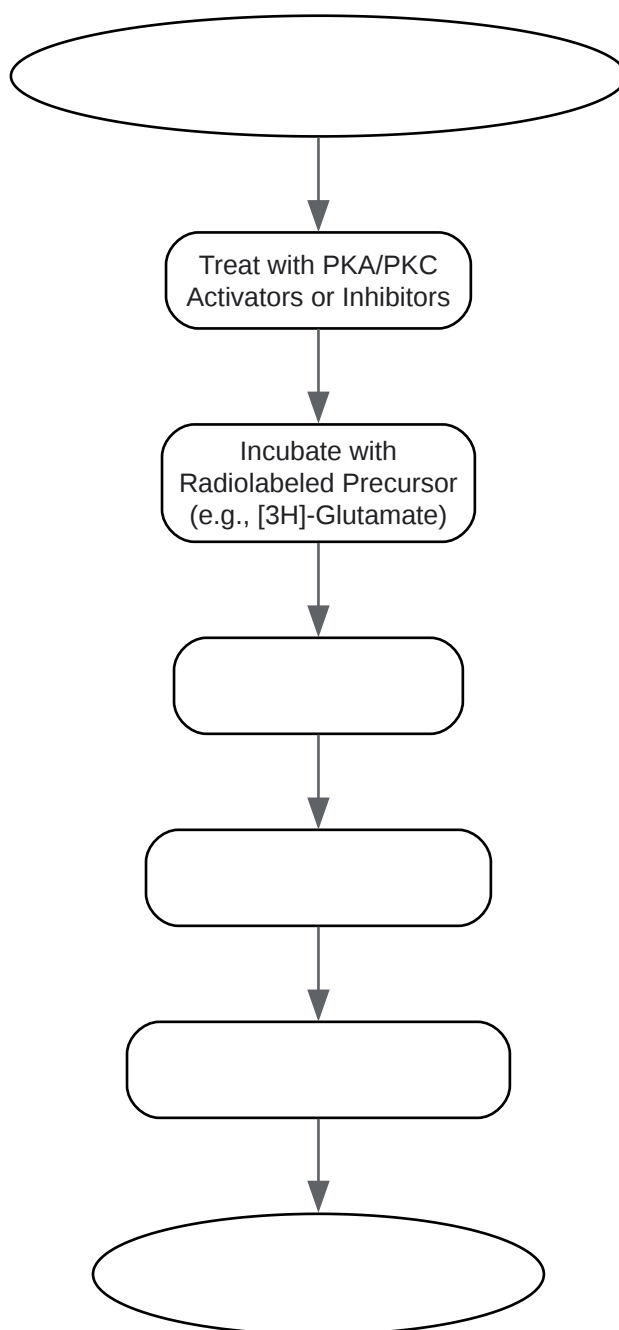 Treat with PKA/PKC
Activators or Inhibitors
Incubate with
Radiolabeled Precursor
(e.g., [3H]-Glutamate)